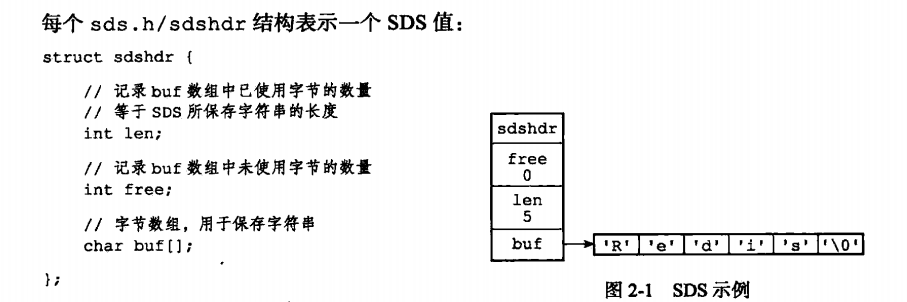 每个 sds.h/sdshdr 结构表示一个 SDS 值：
struct sdshdr {
// 记录 buf 数组中已使用字节的数量
// 等于 SDS 所保存字符串的长度
int len;
// 记录 buf 数组中未使用字节的数量
int free;
// 字节数组，用于保存字符串
char buf[];
};
sdshdr
free
0
len
5
buf
'R' 'e' 'd' 'i' 's' '\0'
图 2-1 SDS 示例